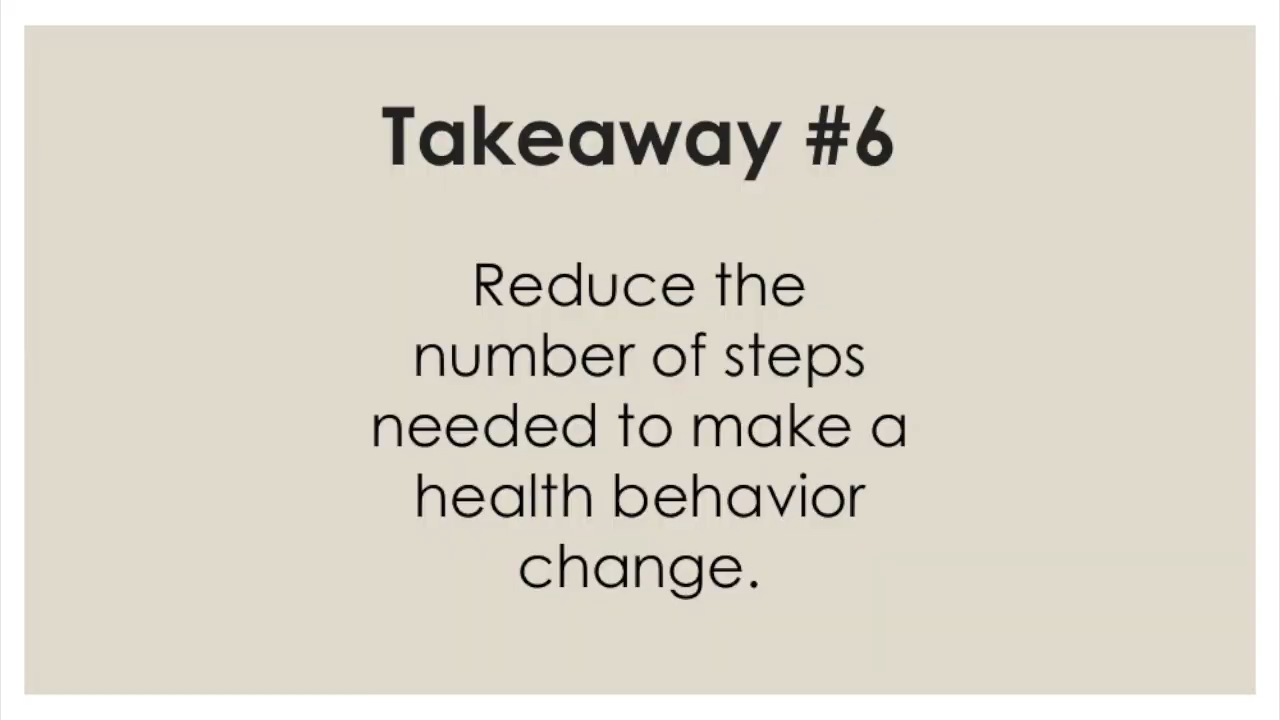 Takeaway #6
Reduce the
number of steps
needed to make a
health behavior
change.